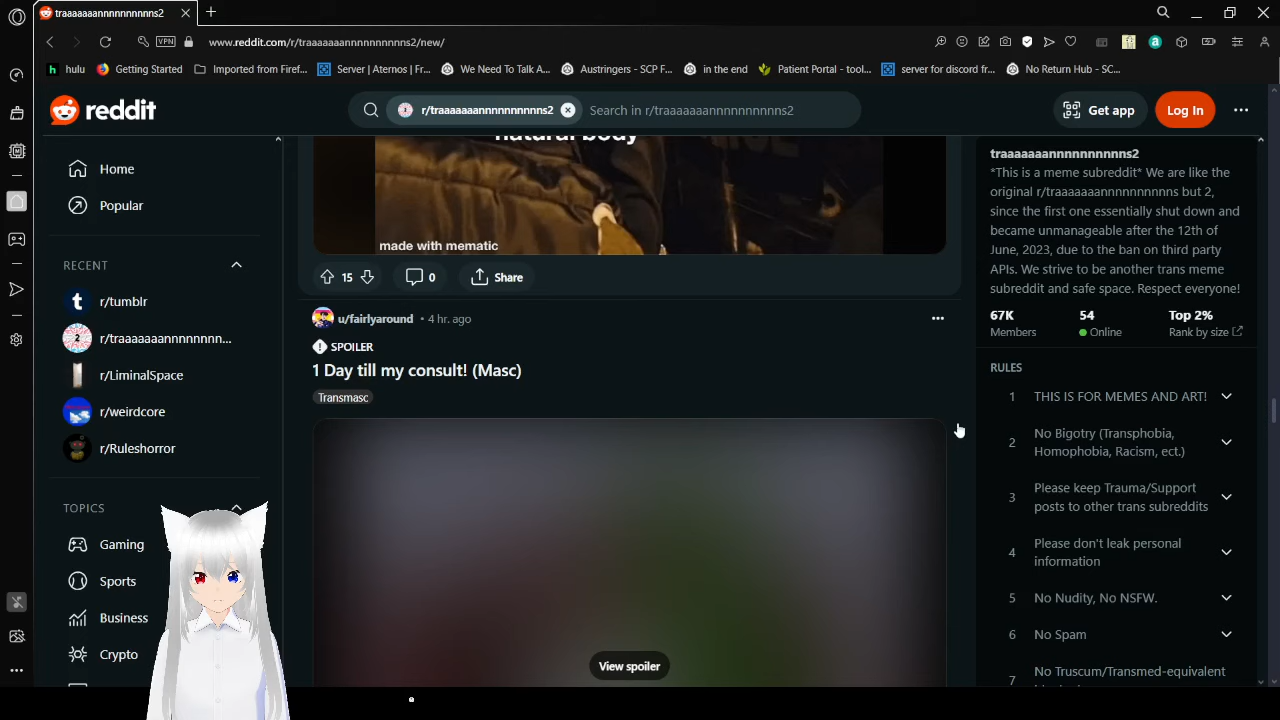 traaaaaaannnnnnnnnns2
www.reddit.com/r/traaaaaaannnnnnnnnns2/new/
VPN
hulu
Getting Started
Imported from Firef...
Server | Aternos | Fr...
We Need To Talk A...
Austringers - SCP F...
in the end
Patient Portal - tool...
server for discord fr...
No Return Hub - SC...
reddit
r/traaaaaaannnnnnnnnns2
Search in r/traaaaaaannnnnnnnnns2
Get app
Log In
Home
Popular
RECENT
r/tumblr
r/traaaaaaannnnnnn...
r/LiminalSpace
r/weirdcore
r/Ruleshorror
TOPICS
Gaming
Sports
Business
Crypto
natural body
made with mematic
15
0
Share
u/fairlyaround • 4 hr. ago
SPOILER
1 Day till my consult! (Masc)
Transmasc
View spoiler
traaaaaaannnnnnnnnns2
*This is a meme subreddit* We are like the
original r/traaaaaaannnnnnnnnns but 2,
since the first one essentially shut down and
became unmanageable after the 12th of
June, 2023, due to the ban on third party
APIs. We strive to be another trans meme
subreddit and safe space. Respect everyone!
67K 54 Top 2%
Members Online Rank by size
RULES
1 THIS IS FOR MEMES AND ART!
2 No Bigotry (Transphobia,
Homophobia, Racism, ect.)
3 Please keep Trauma/Support
posts to other trans subreddits
4 Please don't leak personal
information
5 No Nudity, No NSFW.
6 No Spam
7 No Truscum/Transmed-equivalent